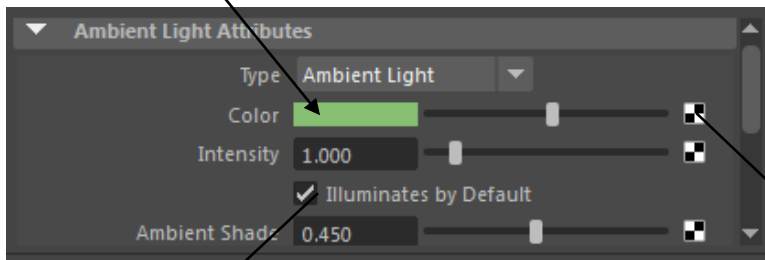 Ambient Light Attributes
Type Ambient Light
Color
Intensity 1.000
Illuminates by Default
Ambient Shade 0.450